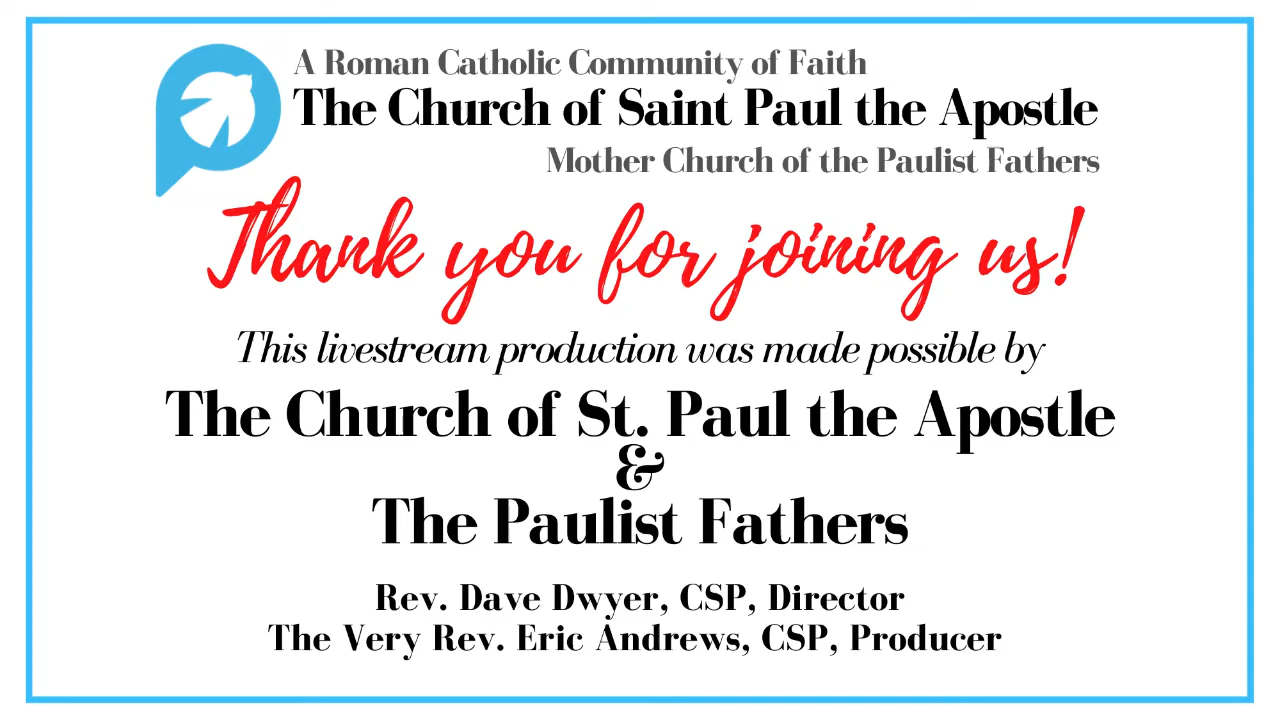 A Roman Catholic Community of Faith
The Church of Saint Paul the Apostle
Mother Church of the Paulist Fathers
Thank you for joining us!
This livestream production was made possible by
The Church of St. Paul the Apostle
&
The Paulist Fathers
Rev. Dave Dwyer, CSP, Director
The Very Rev. Eric Andrews, CSP, Producer